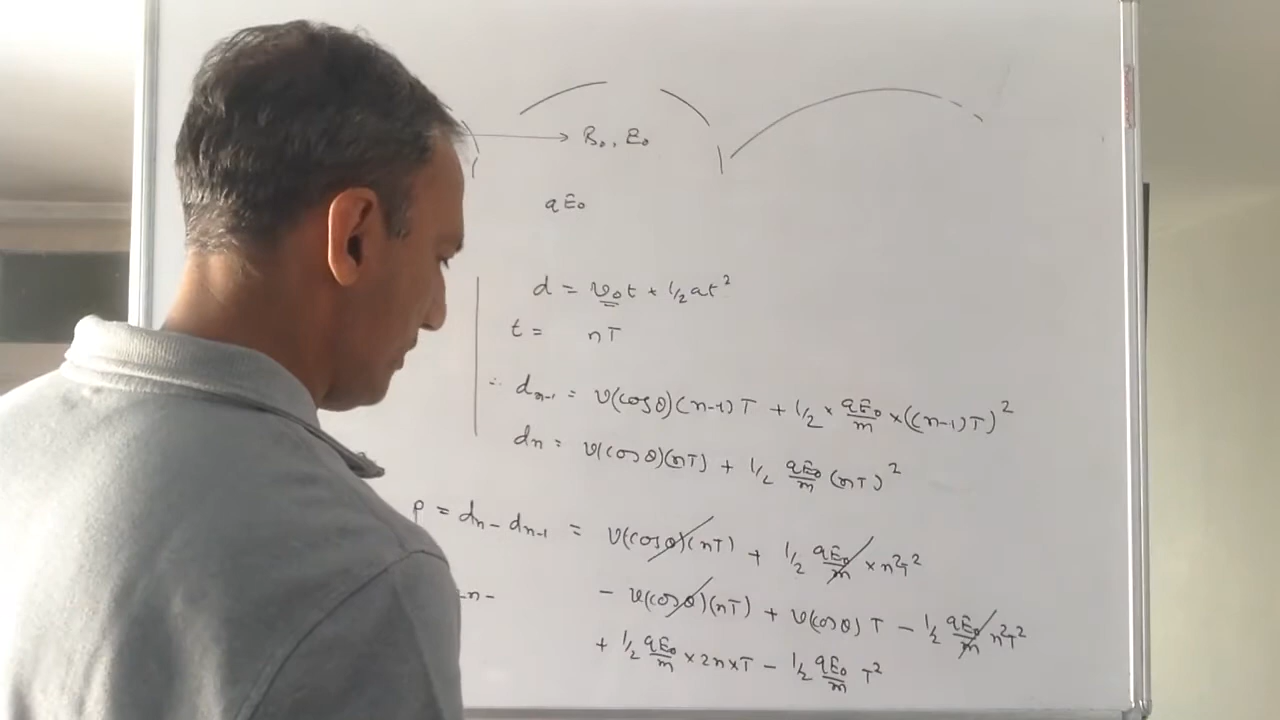 B₀, E₀
qE₀
d = v₀t + 1/2 at²
t = nT
∴ dₙ₋₁ = v(cosθ)(n-1)T + 1/2 × qE₀/m × ((n-1)T)²
dn = v(cosθ)(nT) + 1/2 qE₀/m (nT)²
P = dn - dn-1 = v(cosθ)(nT) + 1/2 qE₀/m × n²T²
- v(cosθ)(nT) + v(cosθ) T - 1/2 qE₀/m n²T²
+ 1/2 qE₀/m × 2n×T - 1/2 qE₀/m T²